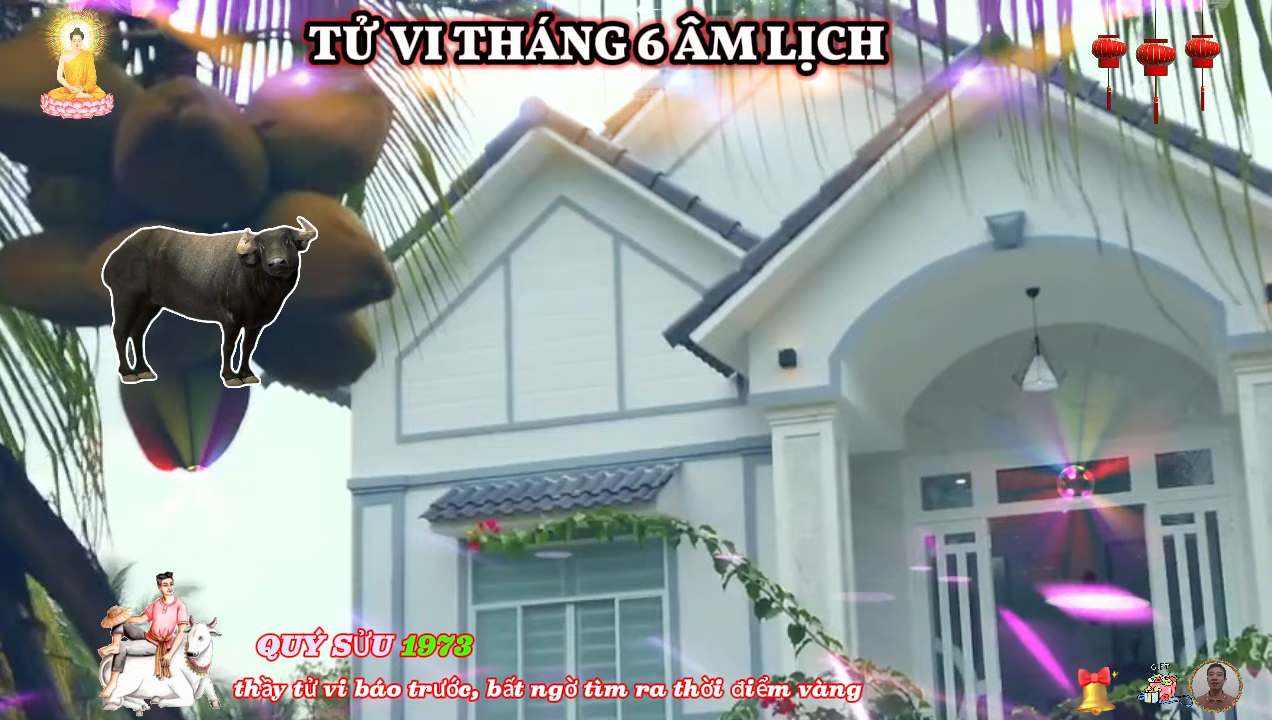 TỬ VI THÁNG 6 ÂM LỊCH
QUÝ SỬU 1973
thầy tử vi báo trước, bất ngờ tìm ra thời điểm vàng
GIFT